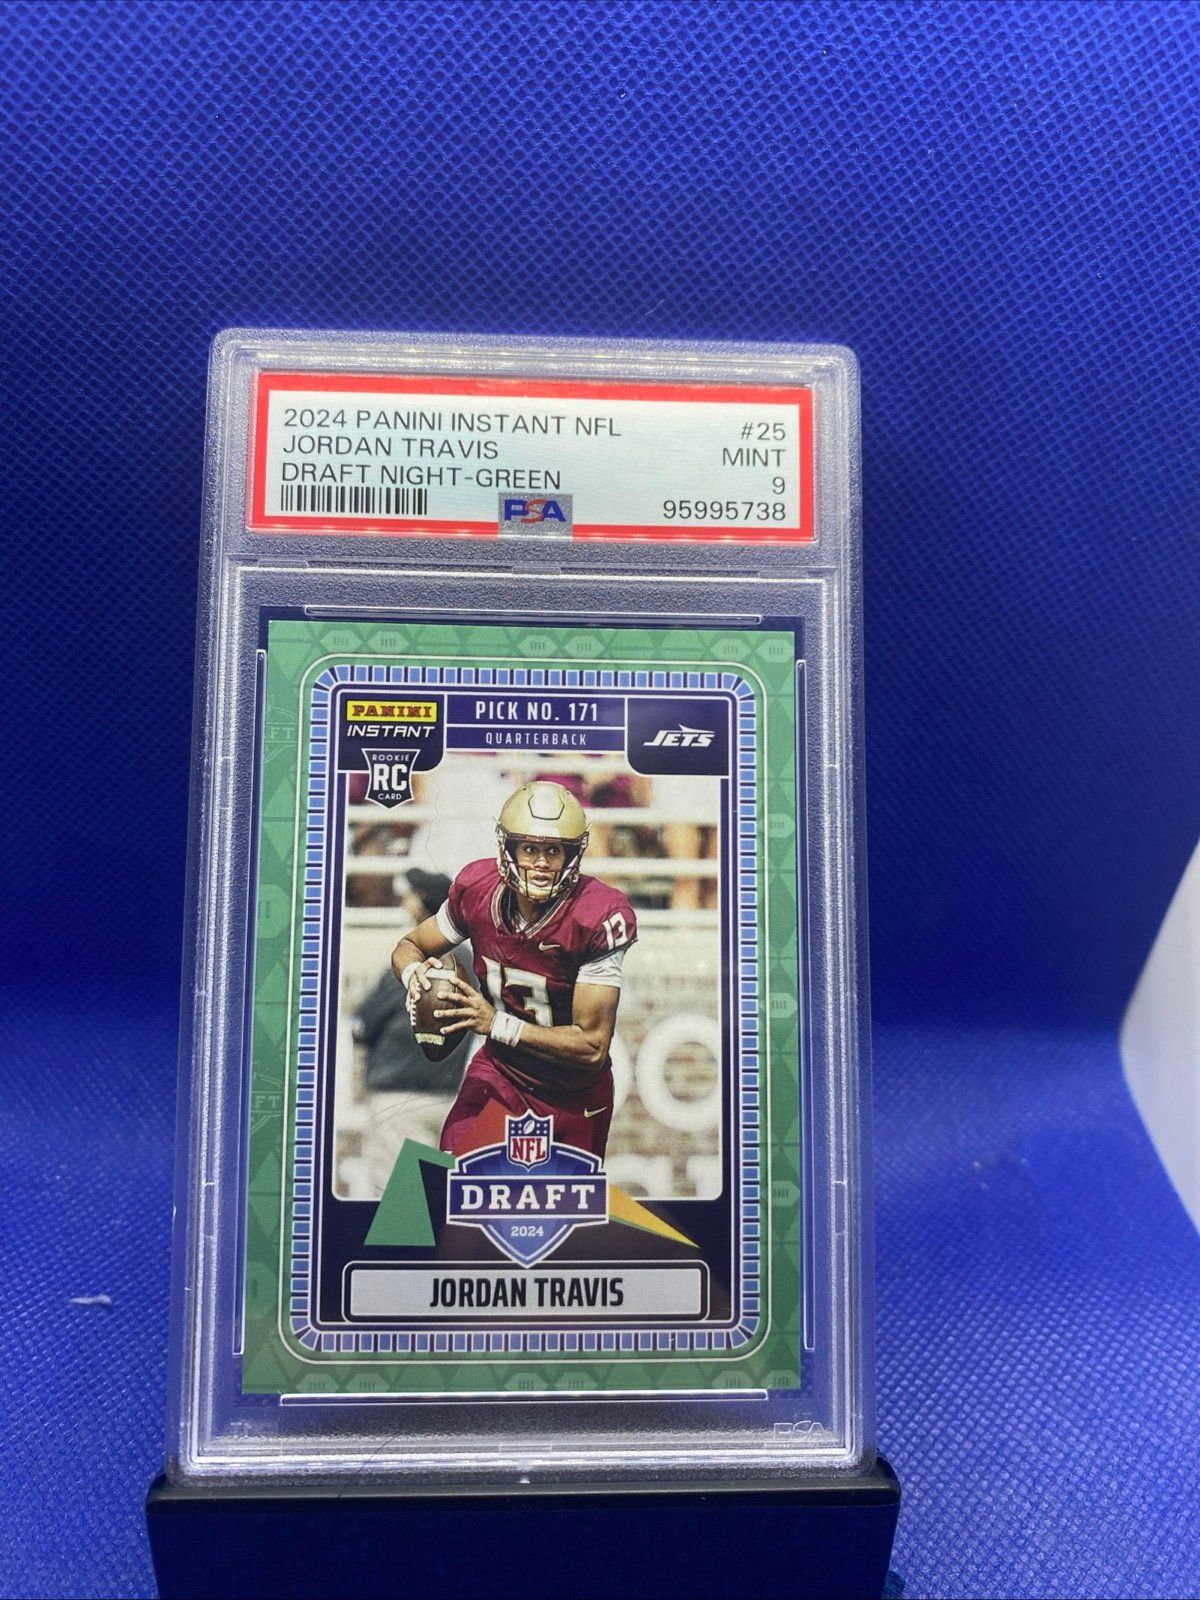 2024 PANINI INSTANT NFL #25
JORDAN TRAVIS MINT
DRAFT NIGHT-GREEN 9
PSA 95995738
PANINI
INSTANT
PICK NO. 171
QUARTERBACK
JETS
ROOKIE
RC
CARD
13
13
NFL
DRAFT
2024
JORDAN TRAVIS
PSA